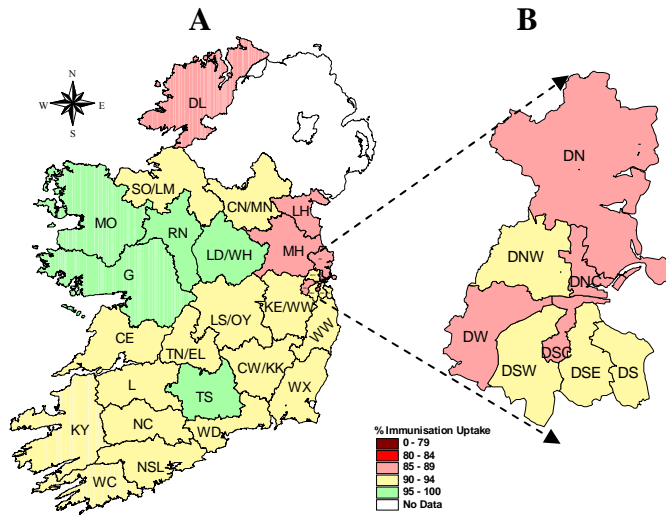 A
B
N
W
E
S
DL
SO/LM
CN/MN
MO
RN
LH
MH
LD/WH
G
LS/OY
KE/WW
WW
CE
TN/EL
CW/KK
L
TS
WX
KY
NC
WD
NSL
WC
DN
DNW
DNC
DW
DSW
DSC
DSE
DS
% Immunisation Uptake
0 - 79
80 - 84
85 - 89
90 - 94
95 - 100
No Data